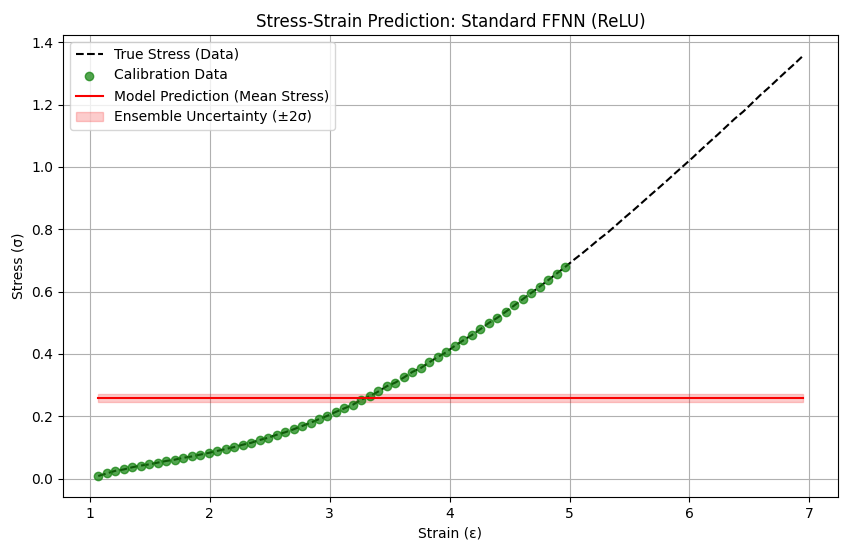 Stress-Strain Prediction: Standard FFNN (ReLU)
True Stress (Data)
Calibration Data
Model Prediction (Mean Stress)
Ensemble Uncertainty (±2σ)
Stress (σ)
1.4
1.2
1.0
0.8
0.6
0.4
0.2
0.0
1 2 3 4 5 6 7
Strain (ε)